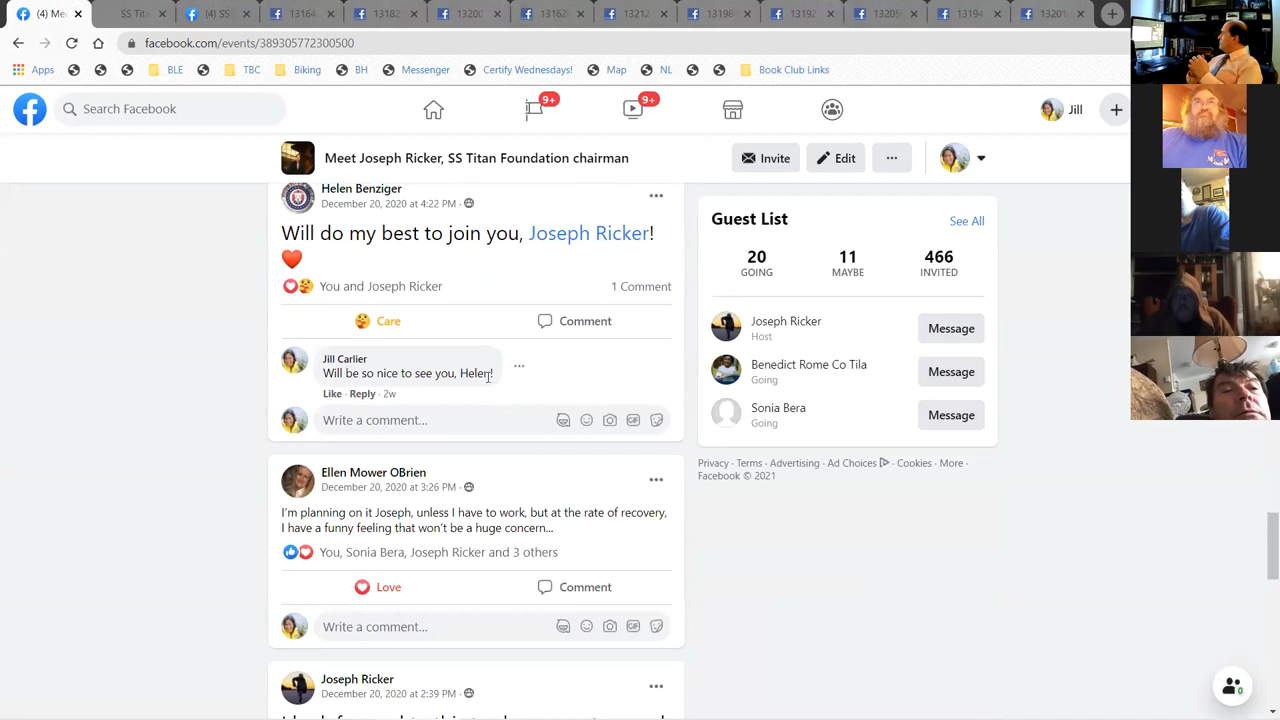 (4) Me
SS Tita
(4) SS
13164
13182
13200
13163
13212
13198
13192
13205
13194
13201
facebook.com/events/389305772300500
Apps
BLE
TBC
Biking
BH
Messenger
Certify Wednesdays!
Map
NL
Book Club Links
Search Facebook
9+
9+
Jill
Meet Joseph Ricker, SS Titan Foundation chairman
Invite
Edit
Helen Benziger
December 20, 2020 at 4:22 PM ·
Will do my best to join you, Joseph Ricker!
You and Joseph Ricker
1 Comment
Care
Comment
Jill Carlier
Will be so nice to see you, Helen!
Like · Reply · 2w
Write a comment...
GIF
Ellen Mower OBrien
December 20, 2020 at 3:26 PM ·
I'm planning on it Joseph, unless I have to work, but at the rate of recovery,
I have a funny feeling that won't be a huge concern...
You, Sonia Bera, Joseph Ricker and 3 others
Love
Comment
Write a comment...
GIF
Joseph Ricker
December 20, 2020 at 2:39 PM ·
Guest List
See All
20
GOING
11
MAYBE
466
INVITED
Joseph Ricker
Host
Message
Benedict Rome Co Tila
Going
Message
Sonia Bera
Going
Message
Privacy · Terms · Advertising · Ad Choices · Cookies · More ·
Facebook © 2021
0